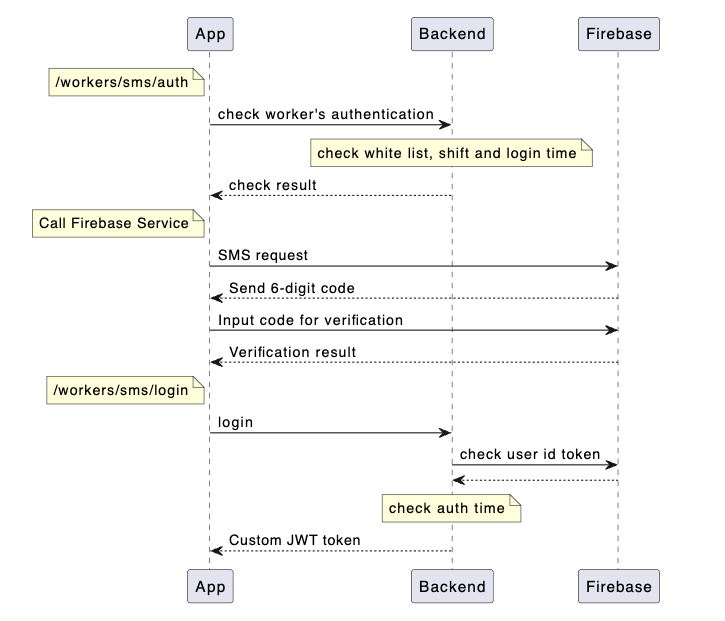 App
Backend
Firebase
/workers/sms/auth
check worker's authentication
check white list, shift and login time
check result
Call Firebase Service
SMS request
Send 6-digit code
Input code for verification
Verification result
/workers/sms/login
login
check user id token
check auth time
Custom JWT token
App
Backend
Firebase